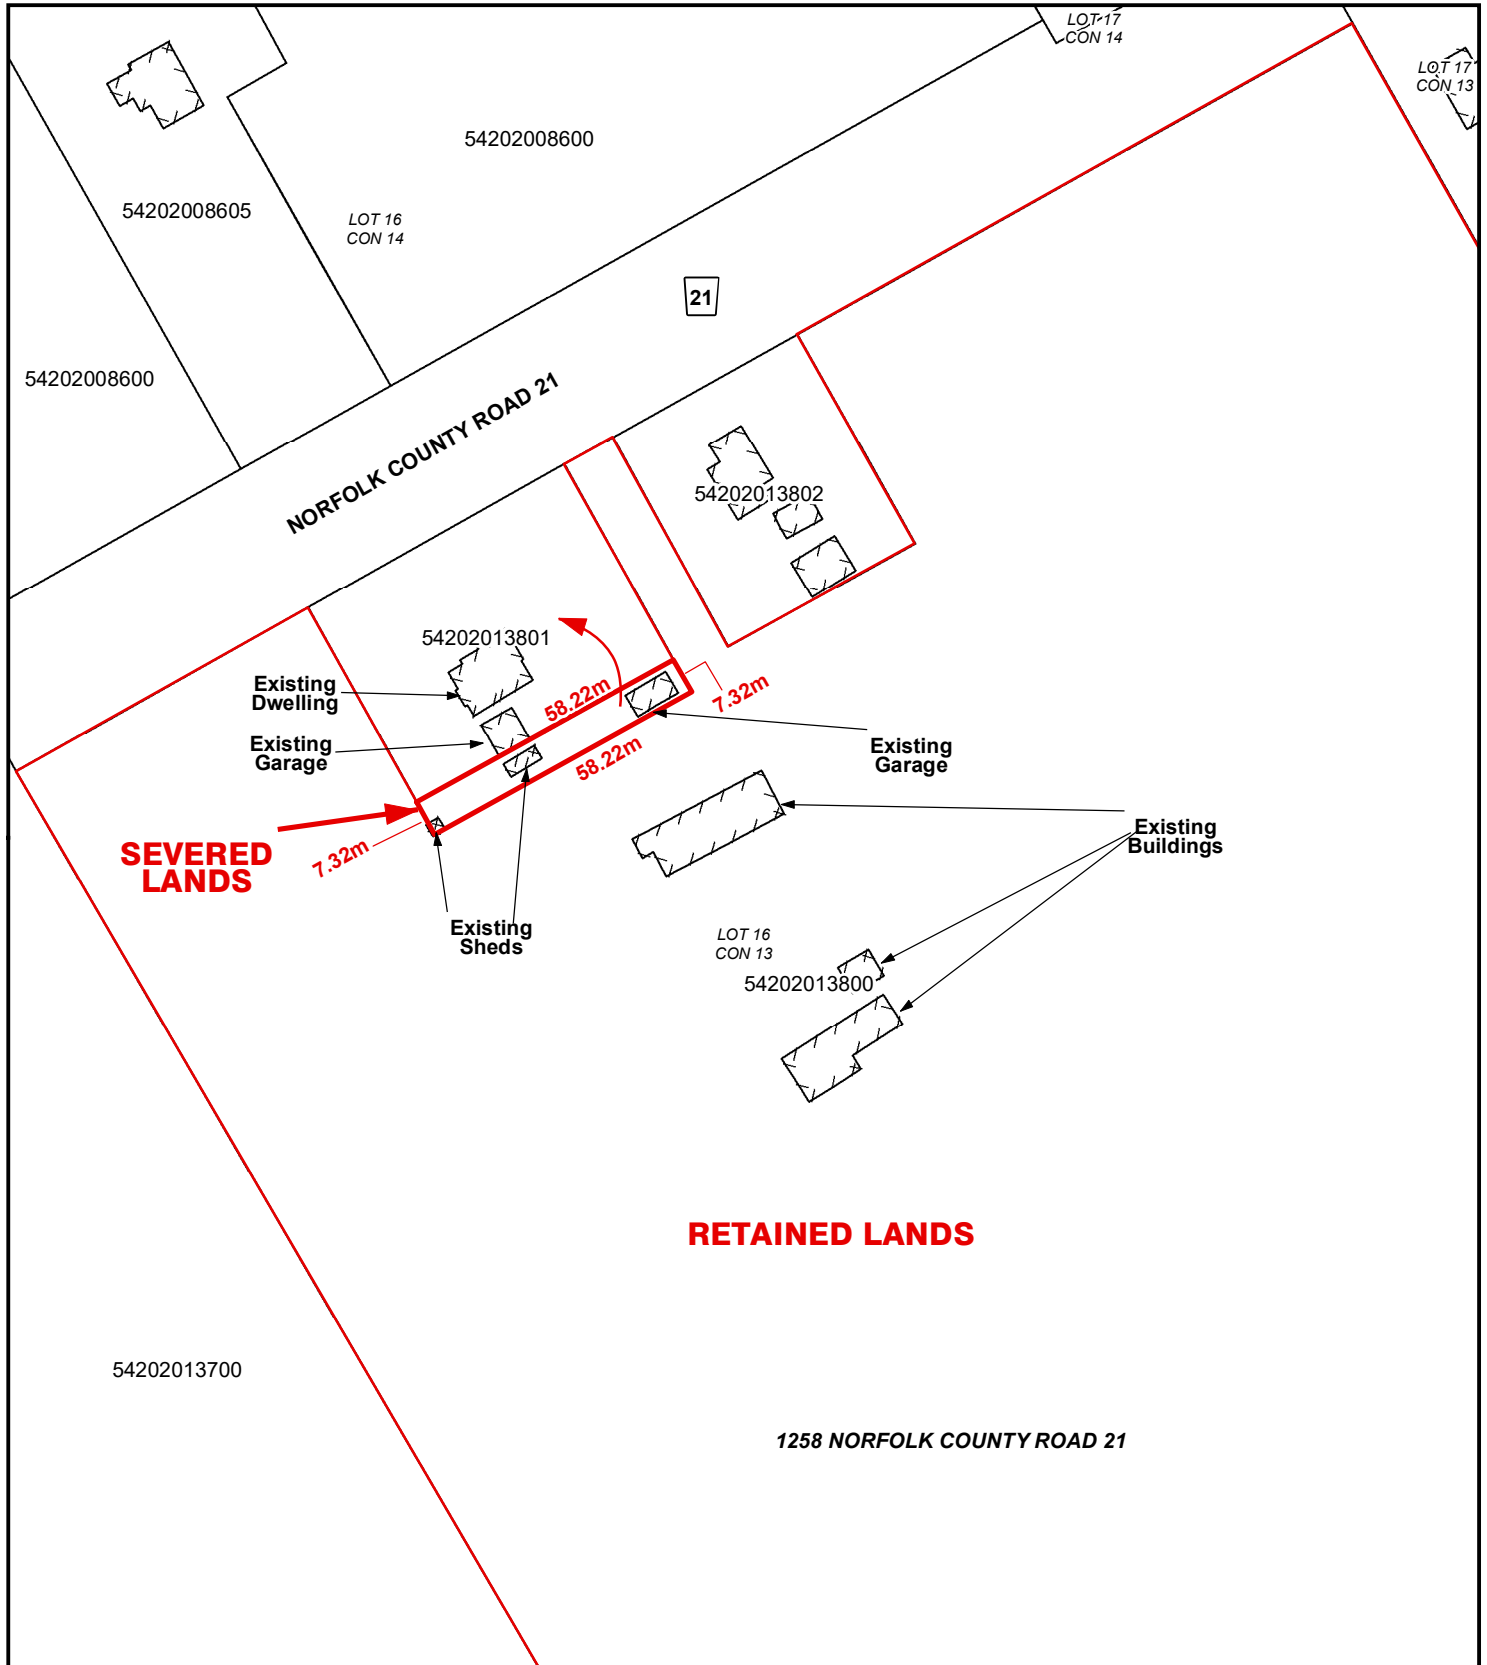 LOT 17
CON 14
LOT 17
CON 13
54202008600
54202008605
LOT 16
CON 14
21
54202008600
NORFOLK COUNTY ROAD 21
54202013802
54202013801
Existing
Dwelling
58.22m
7.32m
Existing
Garage
58.22m
Existing
Garage
SEVERED
LANDS
7.32m
Existing
Buildings
Existing
Sheds
LOT 16
CON 13
54202013800
RETAINED LANDS
54202013700
1258 NORFOLK COUNTY ROAD 21